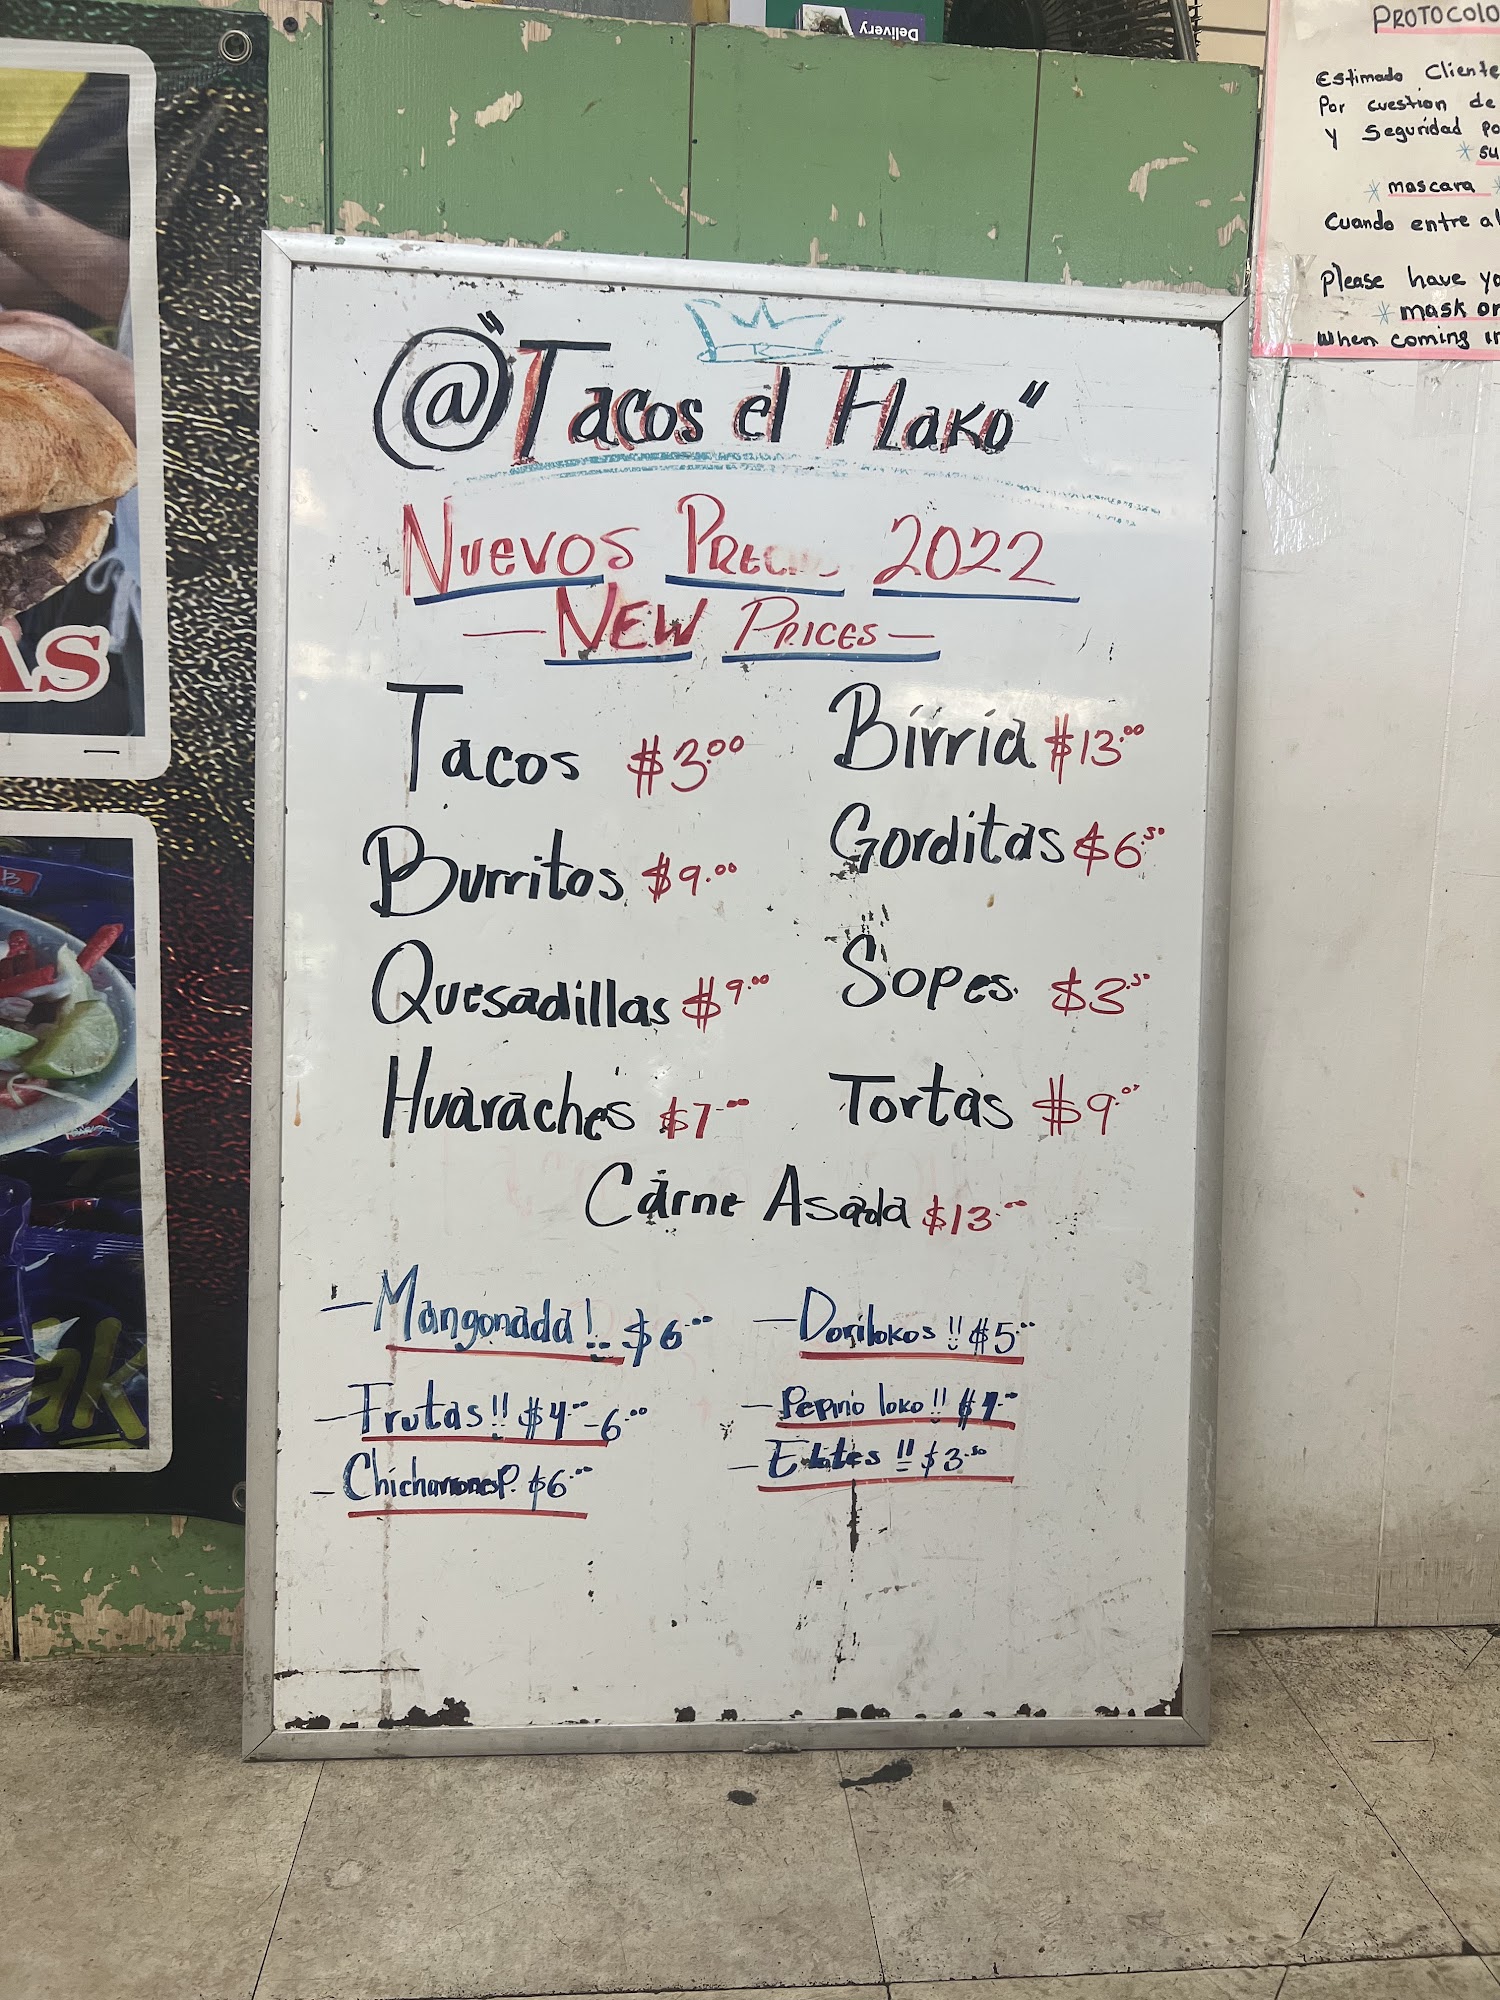 Delivery
PROTOCOLO
Estimado Cliente
Por cuestion de
y Seguridad
*
* mascara *
Cuando entre
Please have
* mask
When coming
@"Tacos el FLaKo"
NUEVOS 2022
— NEW PRICES —
Tacos $3.00
Birria $13.00
Burritos $9.00
Gorditas $6.50
Quesadillas $9.00
Sopes $3.50
Huaraches $7.00
Tortas $9.00
Carne Asada $13.00
— Mangonada!! $6.00
— Dorilokos!! $5.00
— Frutas!! $4.00-6.00
— Pepino loko!!
— Chicharrones P. $6.00
— Elotes!! $3.50
AS